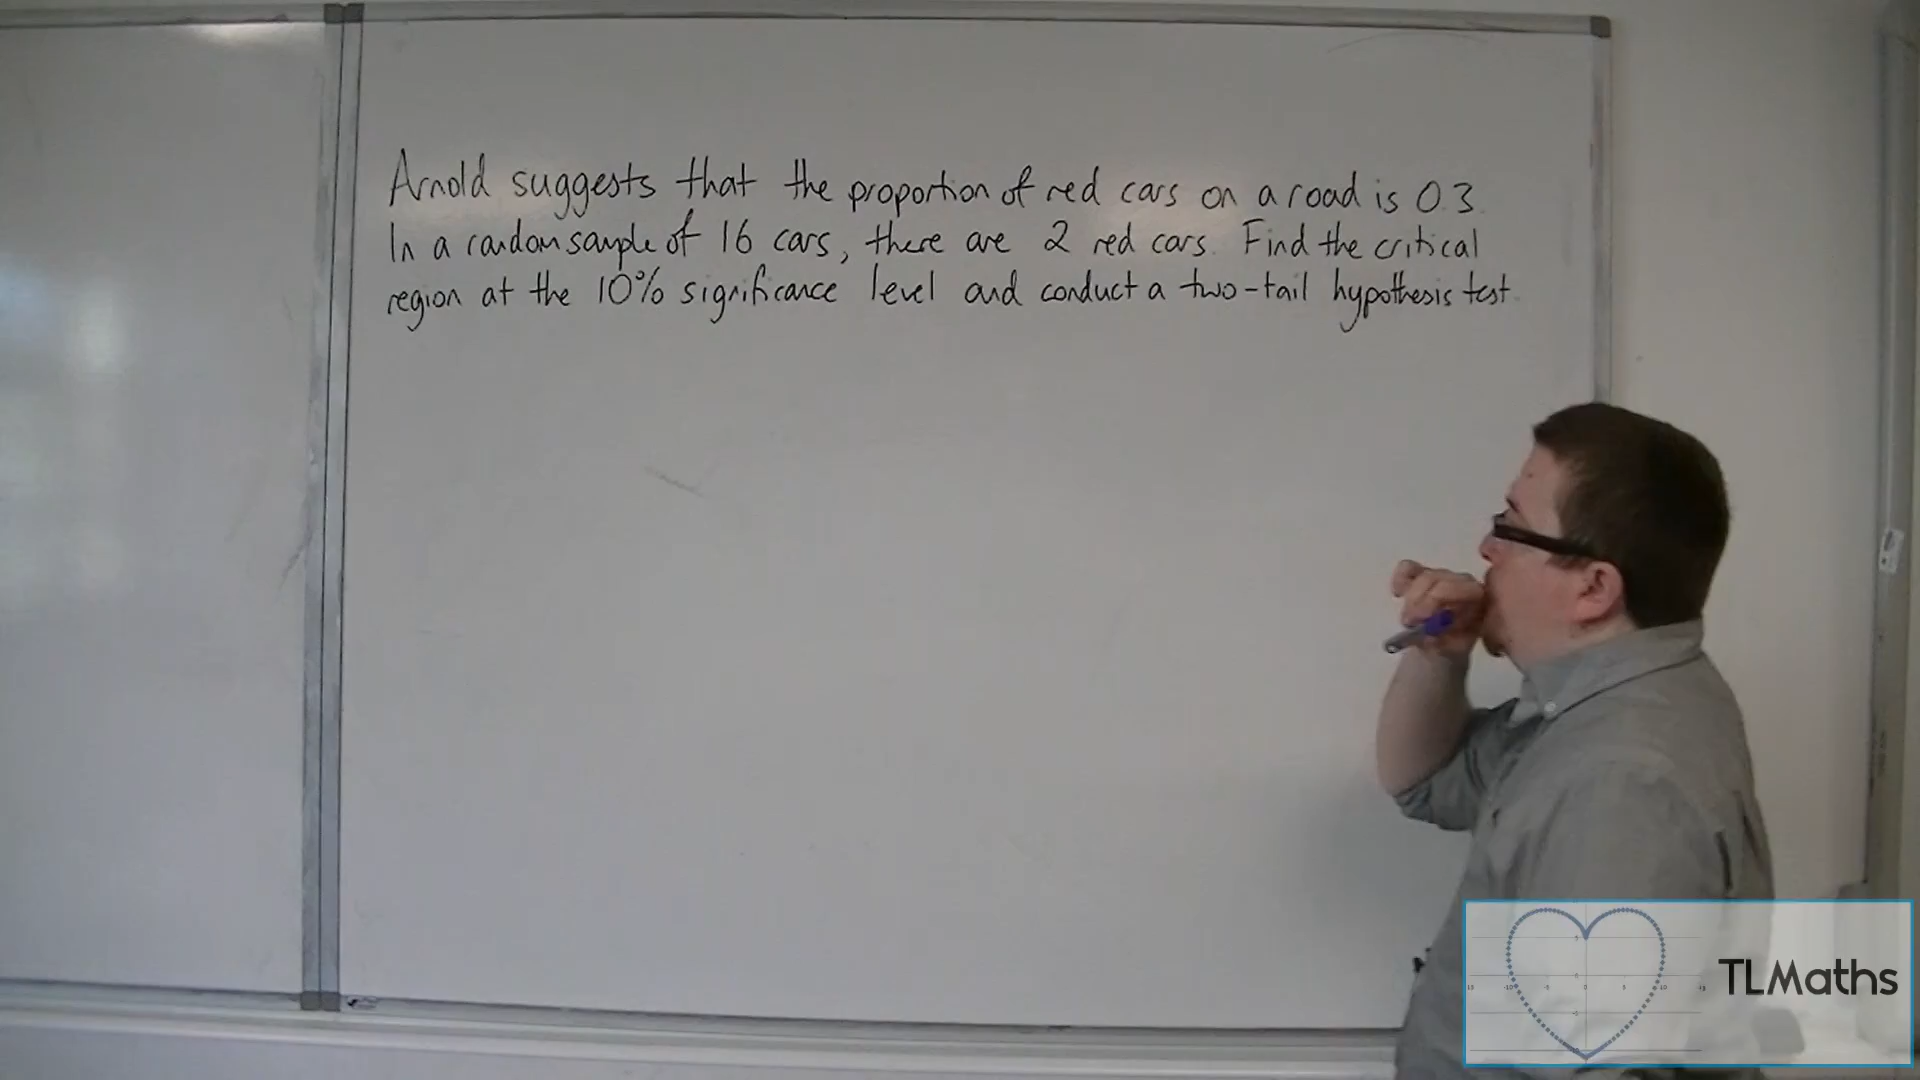 Arnold suggests that the proportion of red cars on a road is 0.3.
In a random sample of 16 cars, there are 2 red cars. Find the critical
region at the 10% significance level and conduct a two-tail hypothesis test.
TLMaths